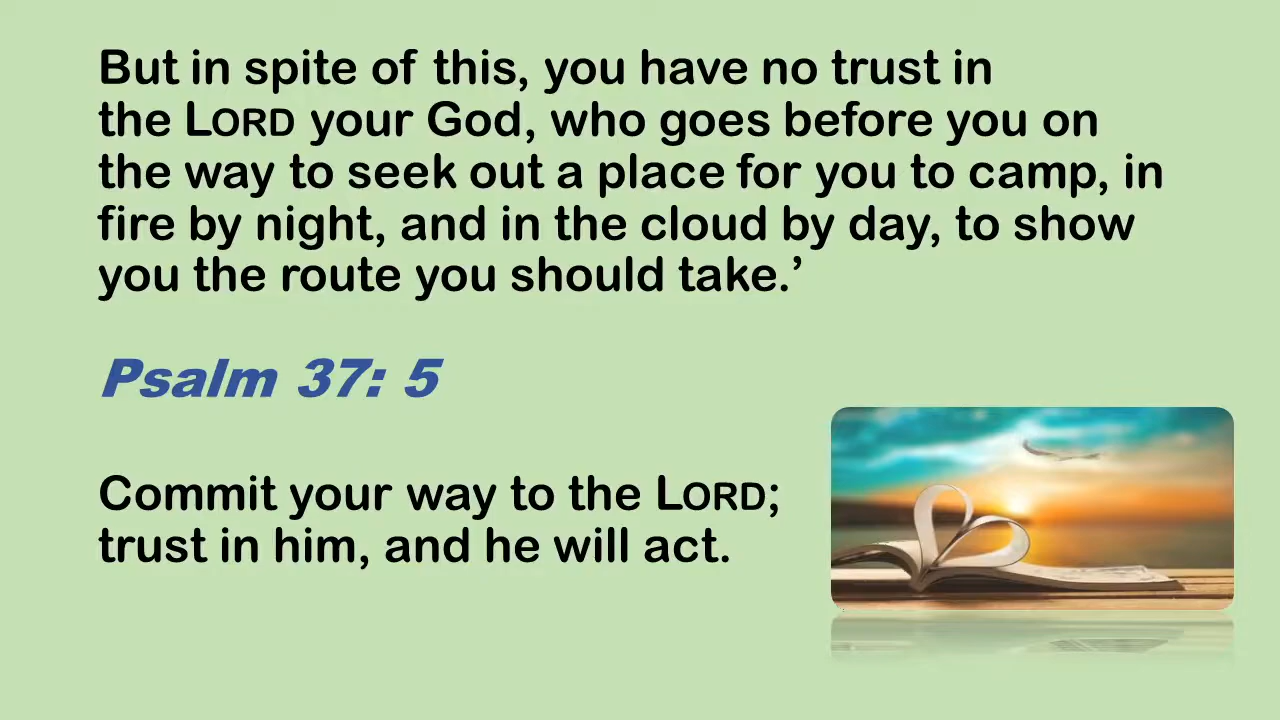 But in spite of this, you have no trust in
the LORD your God, who goes before you on
the way to seek out a place for you to camp, in
fire by night, and in the cloud by day, to show
you the route you should take.’
Psalm 37: 5
Commit your way to the LORD;
trust in him, and he will act.